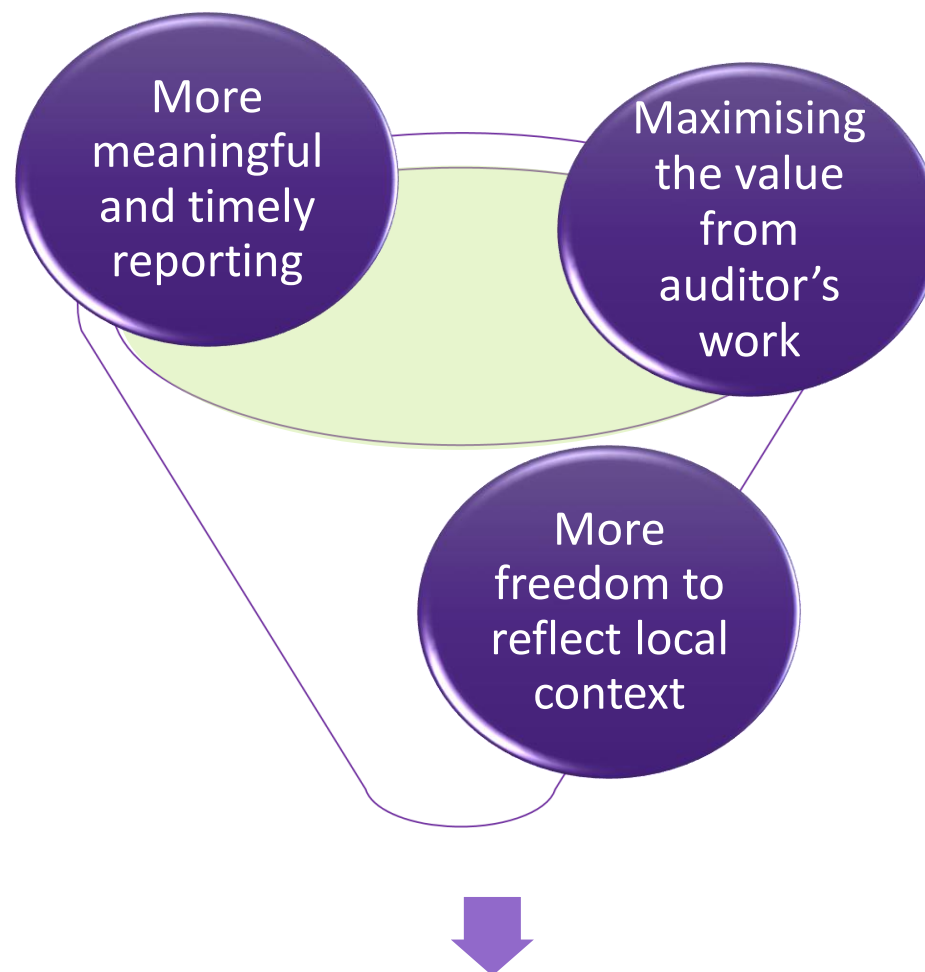 More
meaningful
and timely
reporting
Maximising
the value
from
auditor’s
work
More
freedom to
reflect local
context